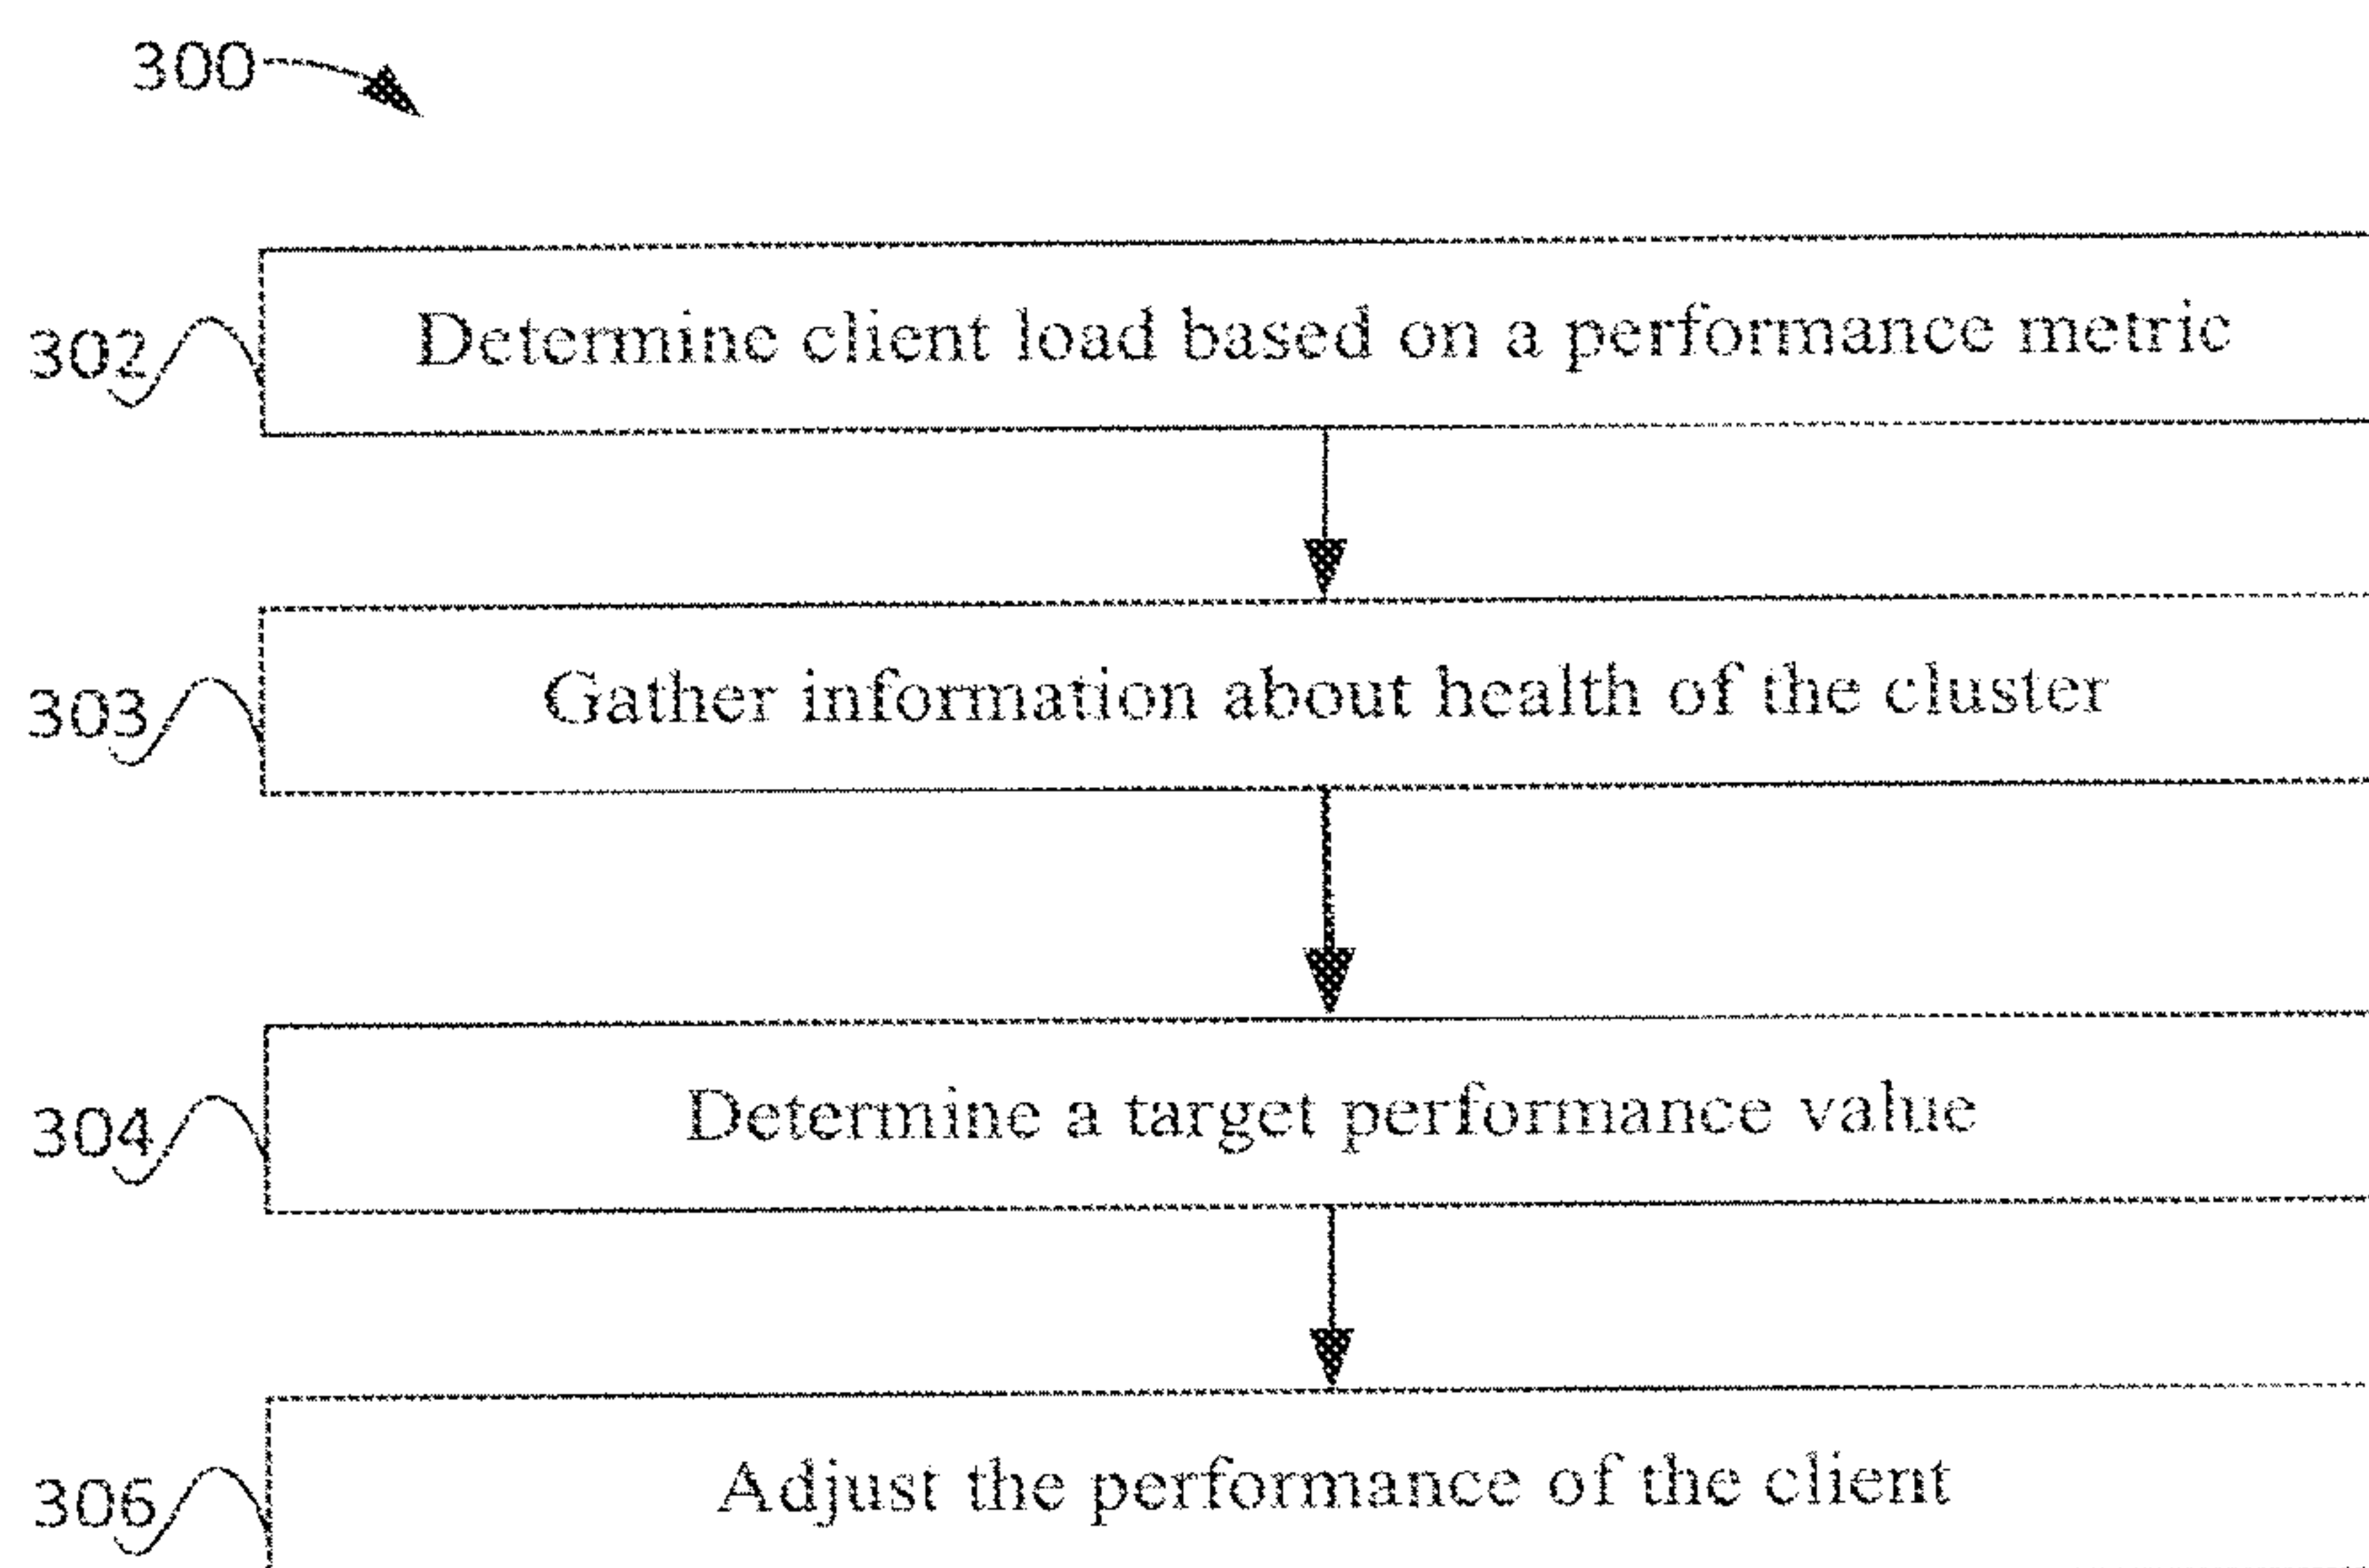 300
302 Determine client load based on a performance metric
303 Gather information about health of the cluster
304 Determine a target performance value
306 Adjust the performance of the client